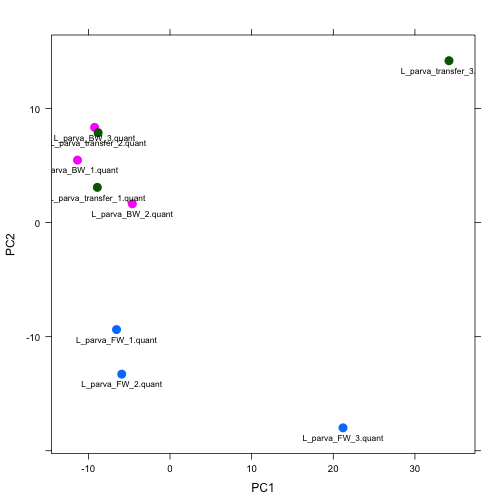 L_parva_transfer_3.
L_parva_BW_3.quant
L_parva_transfer_2.quant
arva_BW_1.quant
L_parva_transfer_1.quant
L_parva_BW_2.quant
L_parva_FW_1.quant
L_parva_FW_2.quant
L_parva_FW_3.quant
10
0
-10
PC2
-10 0 10 20 30
PC1